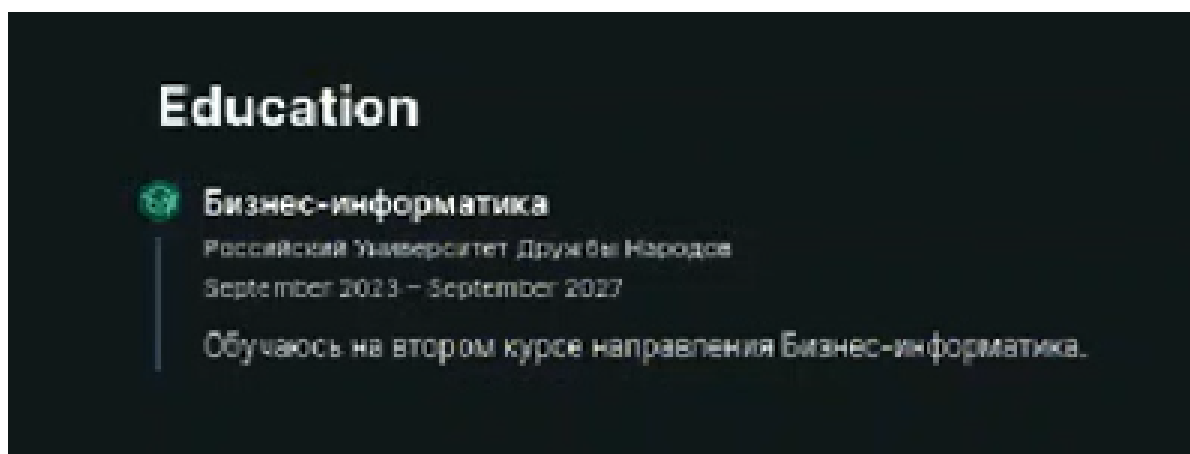 Education
Бизнес-информатика
Российский Университет Дружбы Народов
September 2023 – September 2027
Обучаюсь на втором курсе направления Бизнес-информатика.